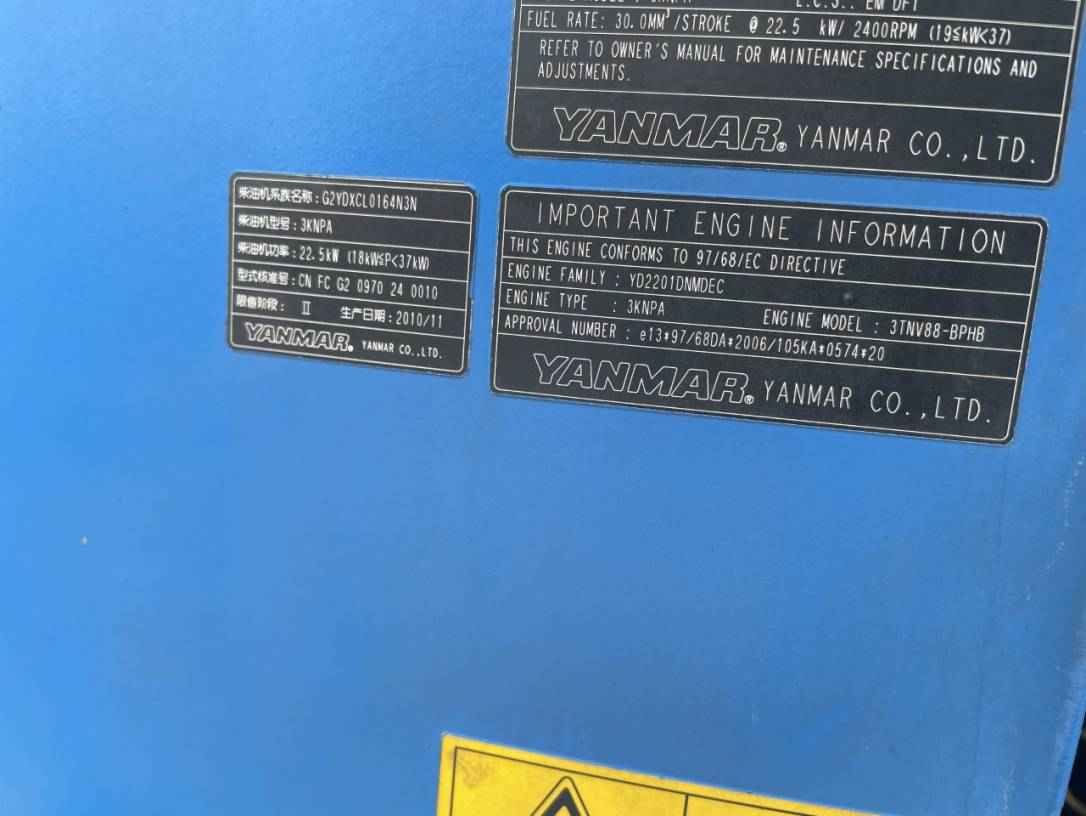 FUEL RATE: 30.0MM³/STROKE @ 22.5 kW/ 2400RPM (19≤kW<37)
REFER TO OWNER'S MANUAL FOR MAINTENANCE SPECIFICATIONS AND
ADJUSTMENTS.
YANMAR® YANMAR CO.,LTD.
柴油机系族名称：G2YDXCL0164N3N
柴油机型号：3KNPA
柴油机功率：22.5kW (18kW≤P<37kW)
型式核准号：CN FC G2 0970 24 0010
限值阶段： II 生产日期：2010/11
YANMAR® YANMAR CO.,LTD.
IMPORTANT ENGINE INFORMATION
THIS ENGINE CONFORMS TO 97/68/EC DIRECTIVE
ENGINE FAMILY : YD2201DNMDEC
ENGINE TYPE : 3KNPA ENGINE MODEL : 3TNV88-BPHB
APPROVAL NUMBER : e13*97/68DA*2006/105KA*0574*20
YANMAR® YANMAR CO.,LTD.